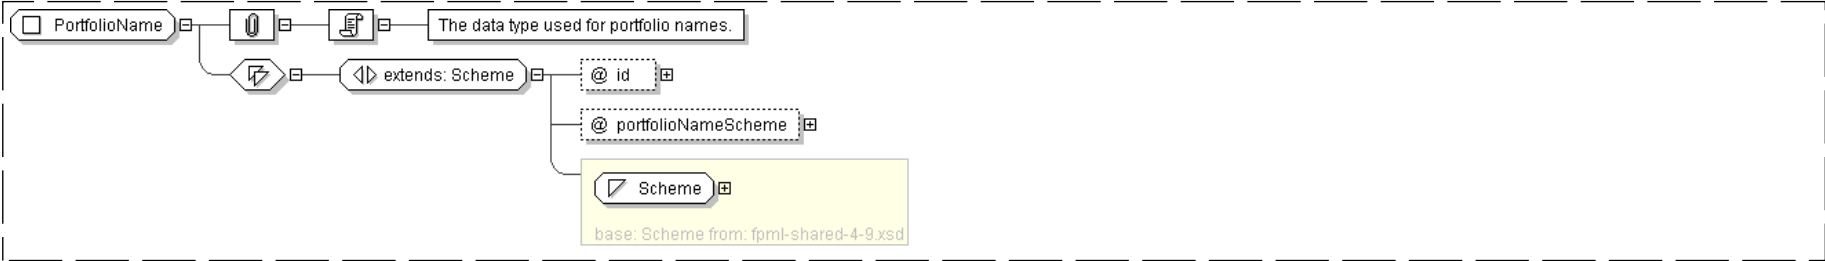 PortfolioName
The data type used for portfolio names.
extends: Scheme
@ id
@ portfolioNameScheme
Scheme
base: Scheme from: fpml-shared-4-9.xsd